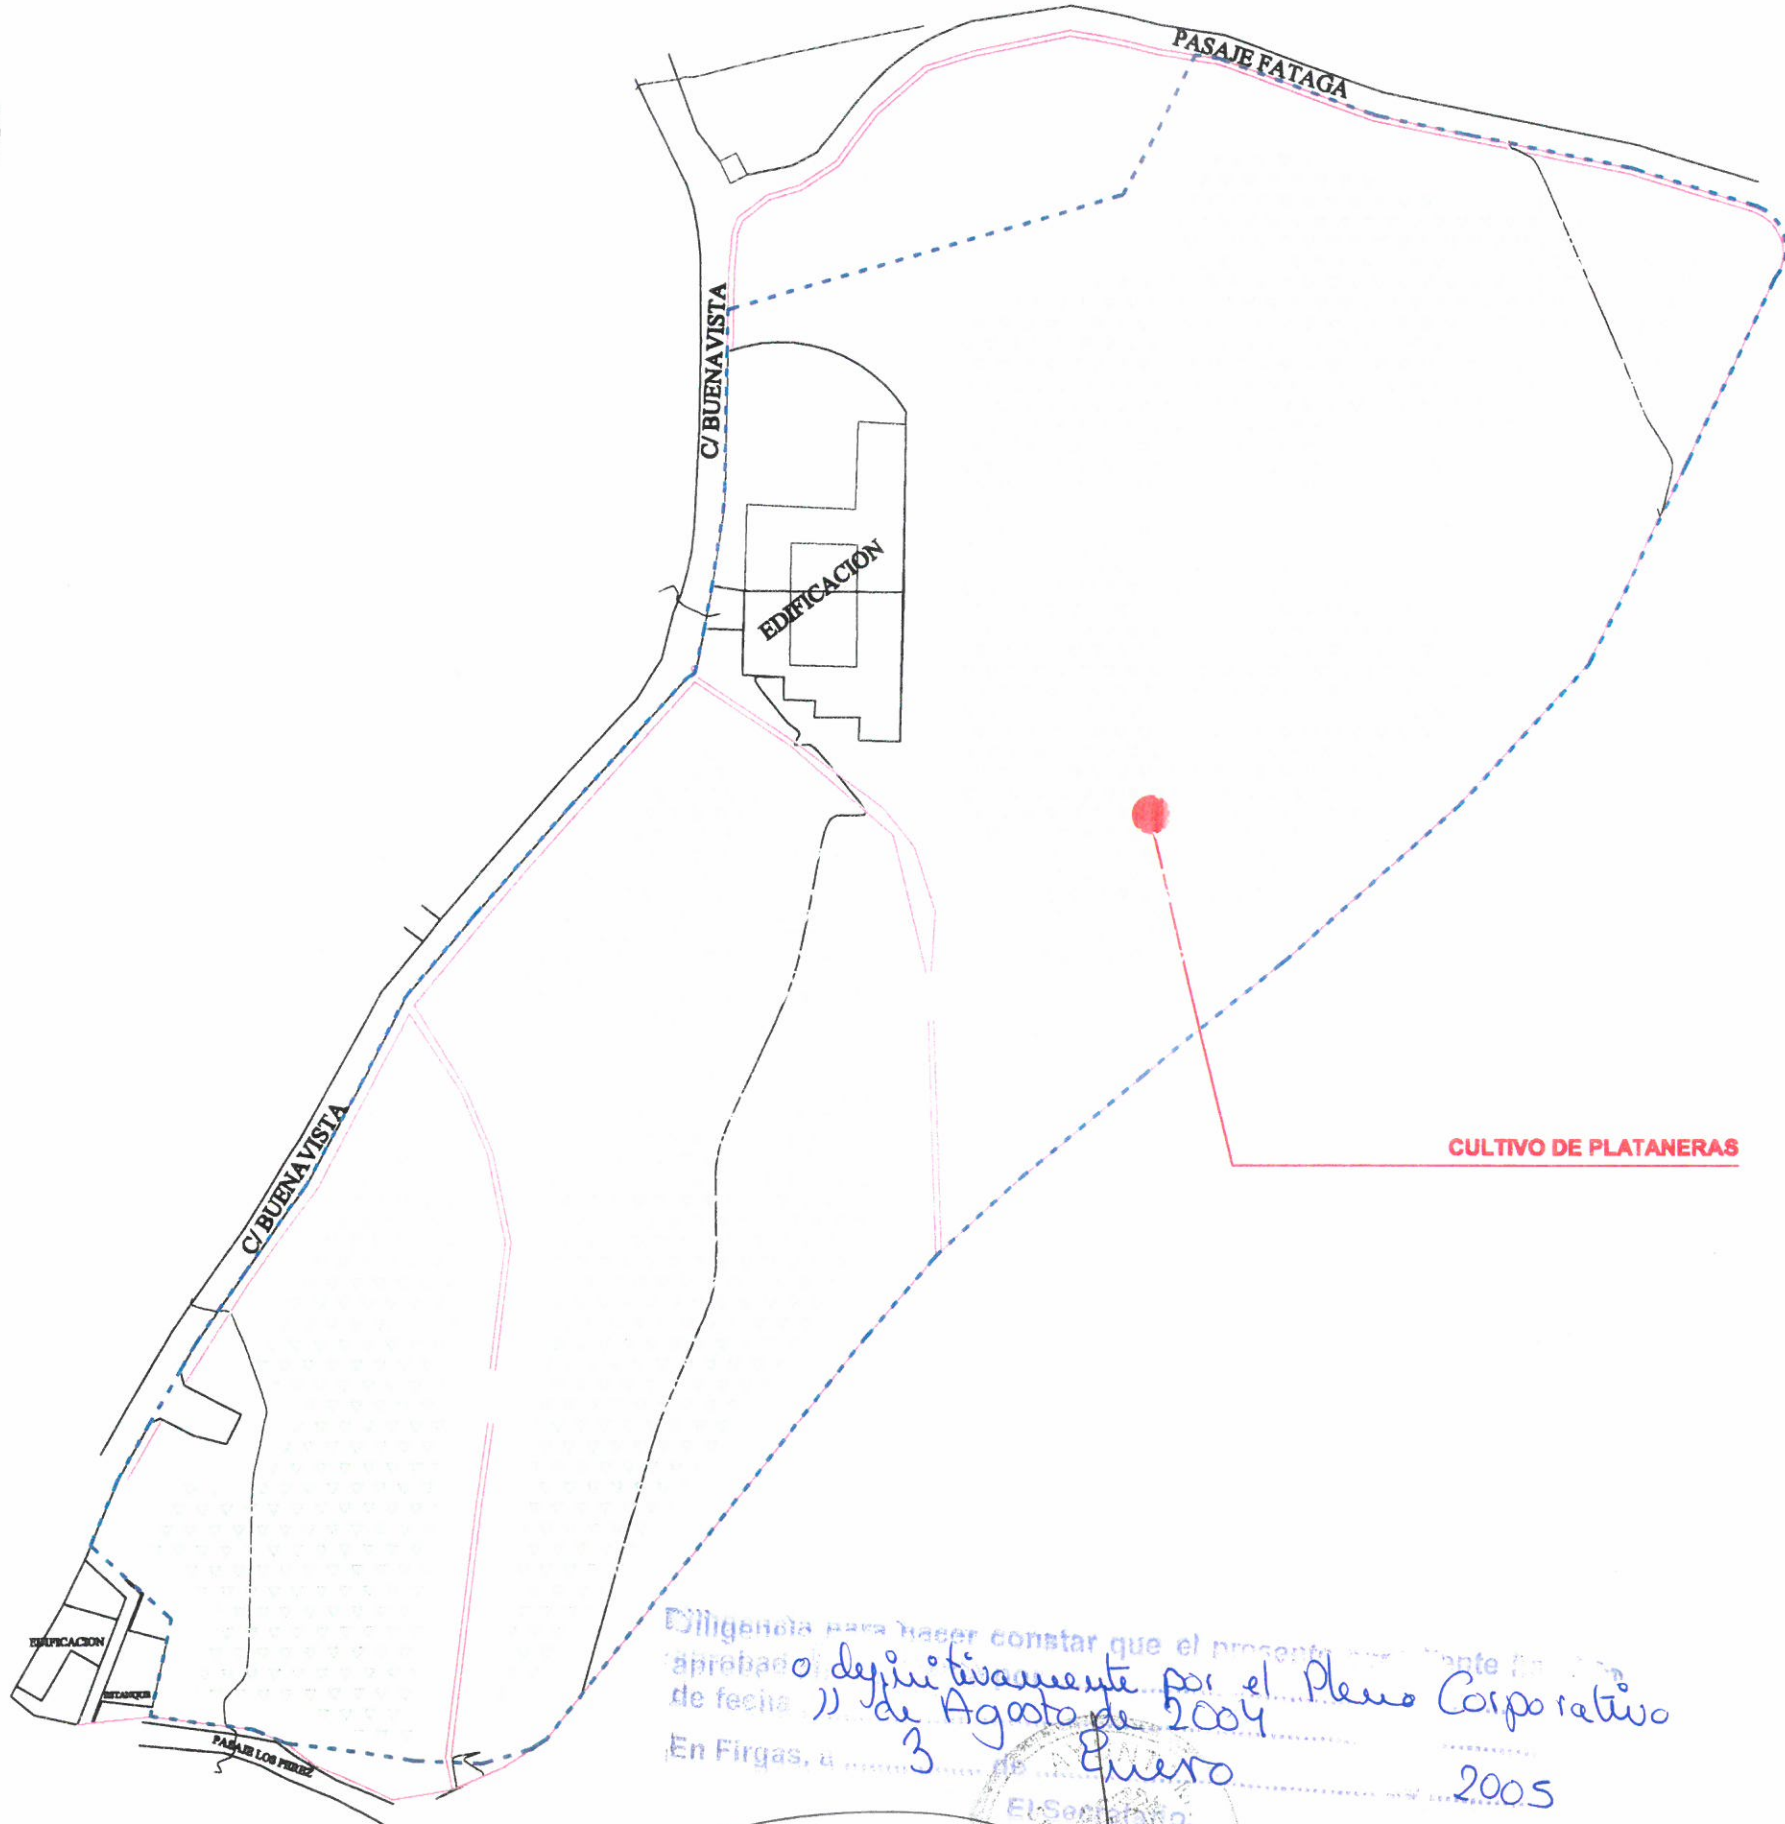 PASAJE FATAGA
C/ BUENAVISTA
EDIFICACION
CULTIVO DE PLATANERAS
C/ BUENAVISTA
EDIFICACION
ESTANQUE
PASAJE LOS PEREZ
Diligencia para hacer constar que el presente
aprobado definitivamente por el Pleno Corporativo
de fecha de Agosto de 2004
En Firgas, a 3 de Enero 2005
El Secretario